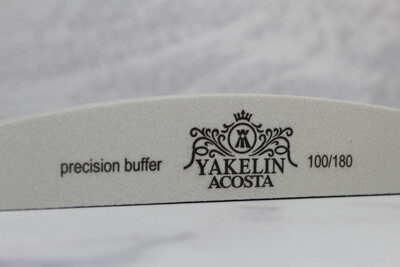 precision buffer
YAKELIN
ACOSTA
100/180